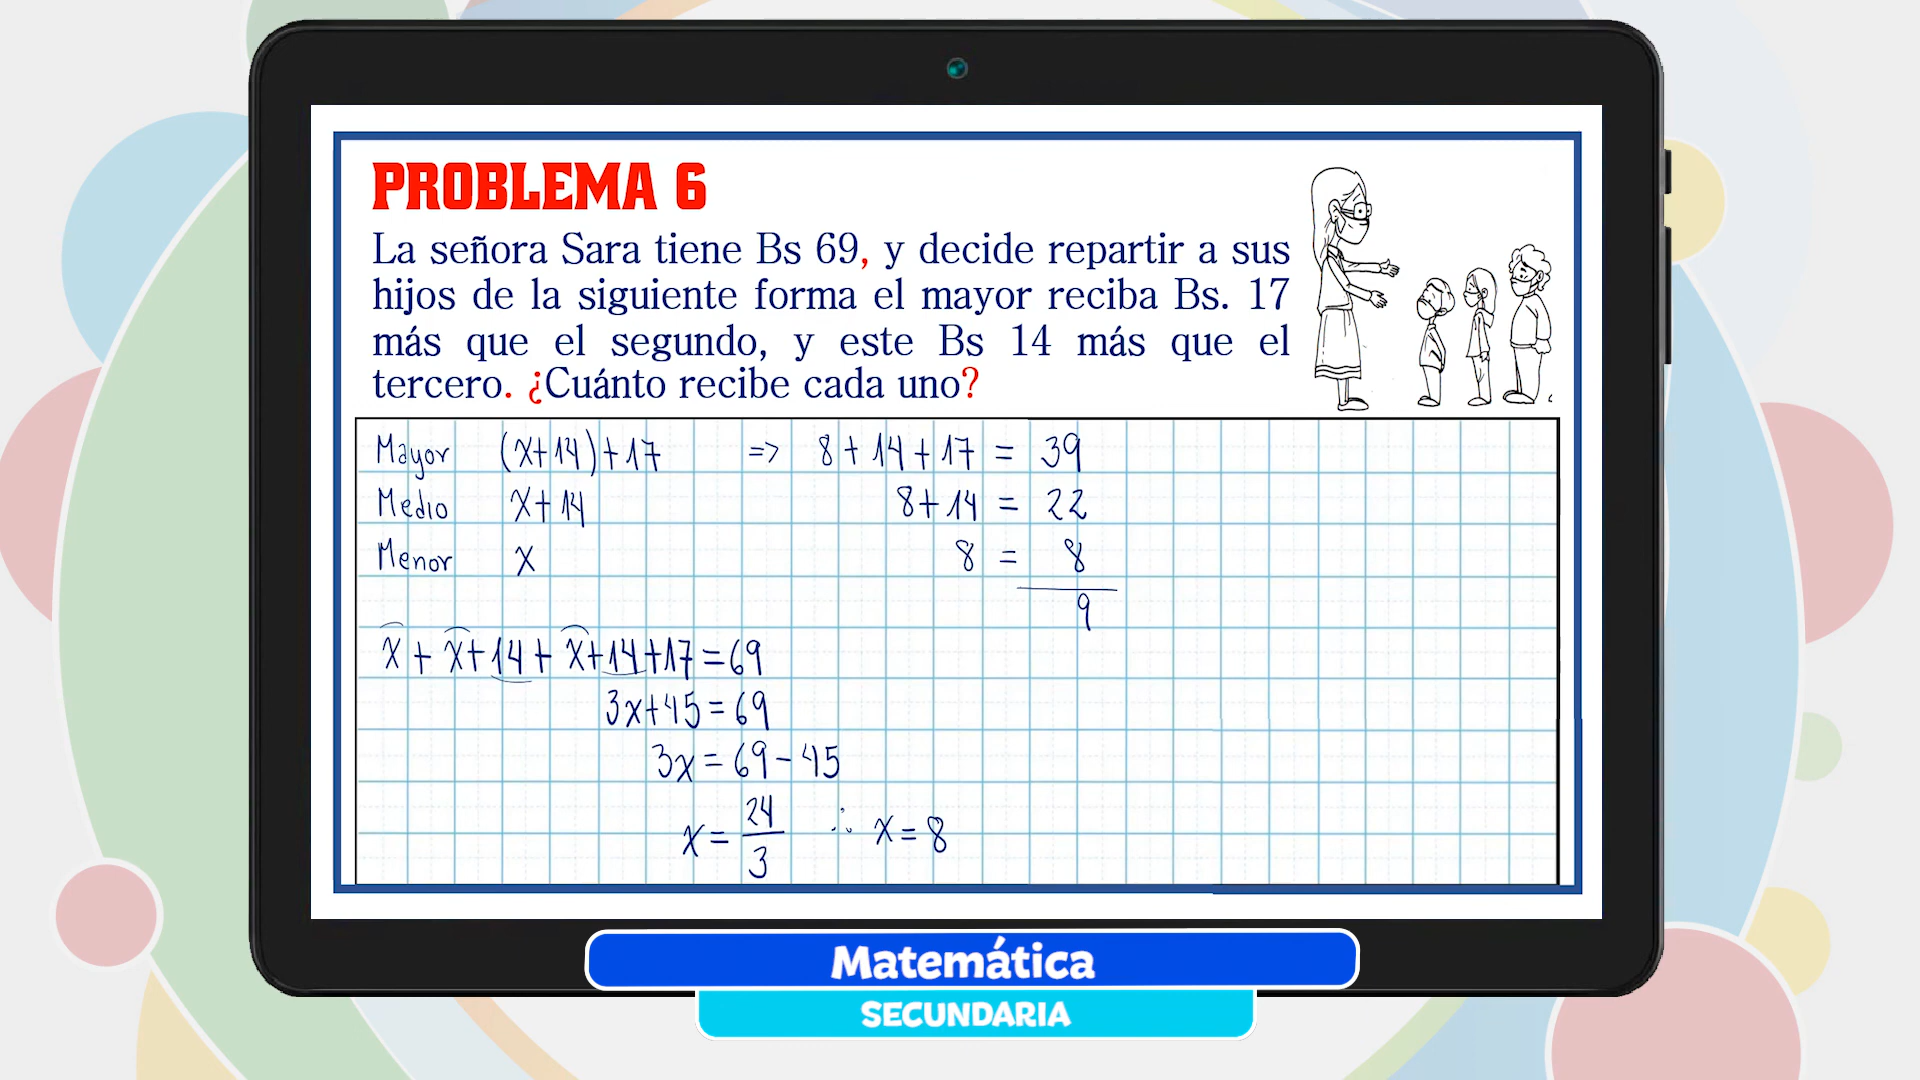 PROBLEMA 6
La señora Sara tiene Bs 69, y decide repartir a sus
hijos de la siguiente forma el mayor reciba Bs. 17
más que el segundo, y este Bs 14 más que el
tercero. ¿Cuánto recibe cada uno?
Mayor (x+14)+17 => 8+14+17 = 39
Medio x+14 8+14 = 22
Menor x 8 = 8
9
x+x+14+x+14+17=69
3x+45=69
3x=69-45
x=24/3 ∴ x=8
Matemática
SECUNDARIA